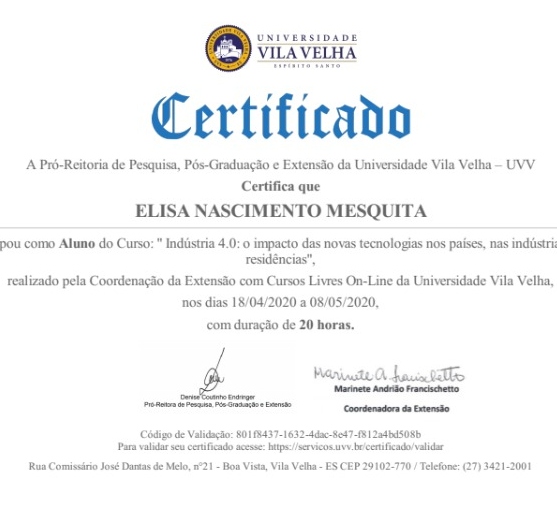 UNIVERSIDADE
VILA VELHA
ESPÍRITO SANTO
Certificado
A Pró-Reitoria de Pesquisa, Pós-Graduação e Extensão da Universidade Vila Velha – UVV
Certifica que
ELISA NASCIMENTO MESQUITA
pou como Aluno do Curso: " Indústria 4.0: o impacto das novas tecnologias nos países, nas indústria
residências",
realizado pela Coordenação da Extensão com Cursos Livres On-Line da Universidade Vila Velha,
nos dias 18/04/2020 a 08/05/2020,
com duração de 20 horas.
Marinete A. Francischetto
Denise Coutinho Endringer
Pró-Reitora de Pesquisa, Pós-Graduação e Extensão
Marinete Andrião Francischetto
Coordenadora da Extensão
Código de Validação: 801f8437-1632-4dac-8e47-f812a4bd508b
Para validar seu certificado acesse: https://servicos.uvv.br/certificado/validar
Rua Comissário José Dantas de Melo, nº21 - Boa Vista, Vila Velha - ES CEP 29102-770 / Telefone: (27) 3421-2001